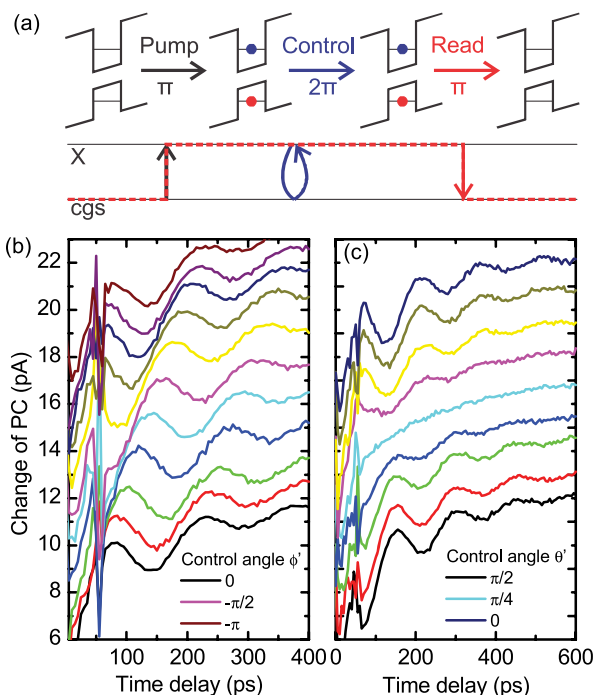 (a)
Pump Control Read
π 2π π
X
cgs
(b) (c)
22
20
18
16
14
12
10
8
6
Change of PC (pA)
Control angle ϕ'
0
-π/2
-π
Control angle θ'
π/2
π/4
0
100 200 300 400
0 200 400 600
Time delay (ps) Time delay (ps)